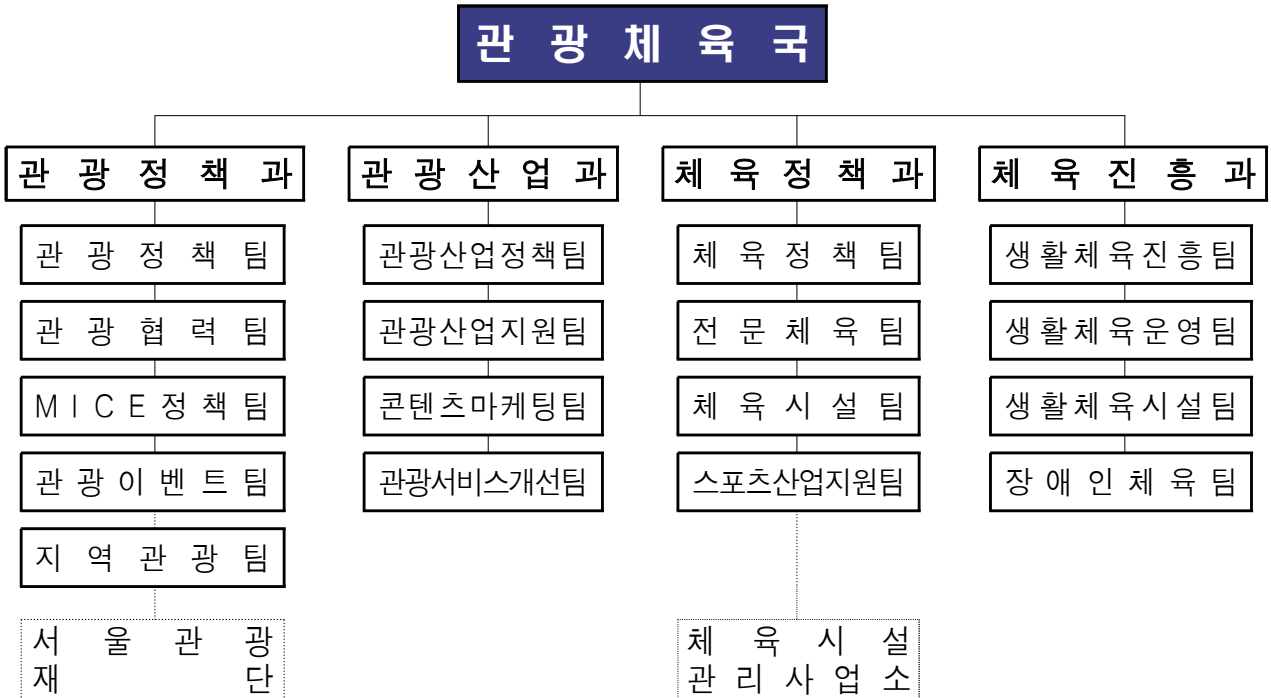 관광체육국
관광정책과
관광정책팀
관광협력팀
MICE정책팀
관광이벤트팀
지역관광팀
서울관광
재단
관광산업과
관광산업정책팀
관광산업지원팀
콘텐츠마케팅팀
관광서비스개선팀
체육정책과
체육정책팀
전문체육팀
체육시설팀
스포츠산업지원팀
체육시설
관리사업소
체육진흥과
생활체육진흥팀
생활체육운영팀
생활체육시설팀
장애인체육팀